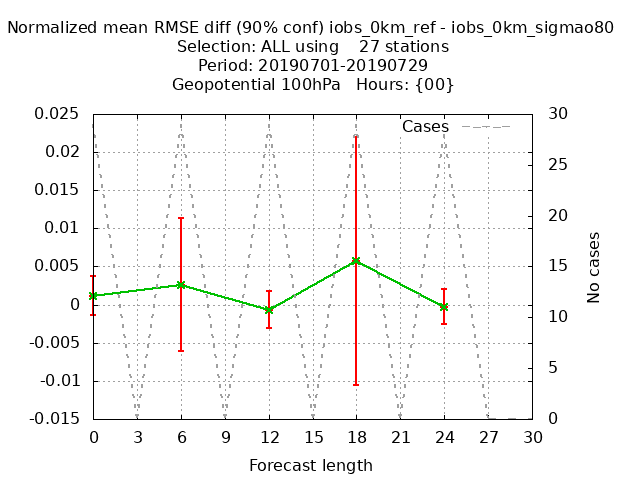 Normalized mean RMSE diff (90% conf) iobs_0km_ref - iobs_0km_sigmao80
Selection: ALL using    27 stations
Period: 20190701-20190729
Geopotential 100hPa   Hours: {00}
Cases
0.025
0.02
0.015
0.01
0.005
0
-0.005
-0.01
-0.015
30
25
20
15
10
5
0
No cases
0 3 6 9 12 15 18 21 24 27 30
Forecast length